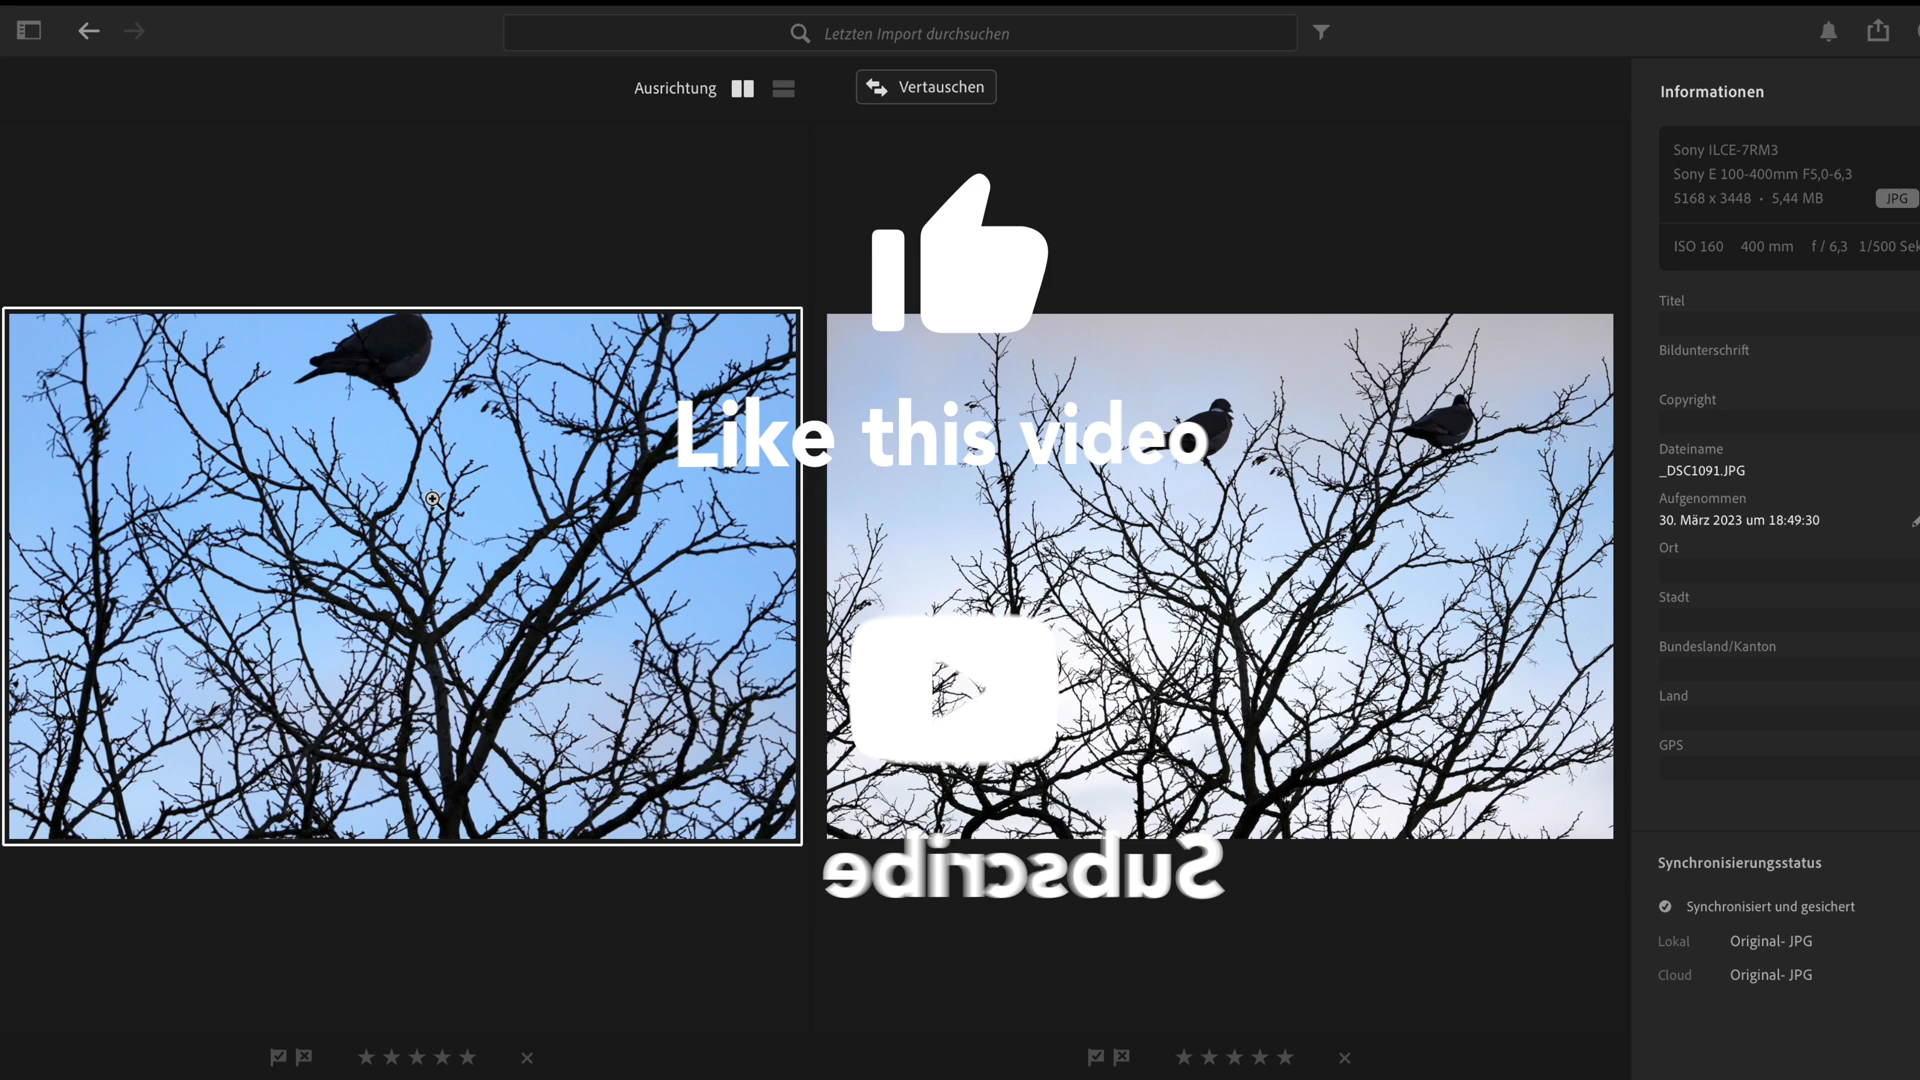 Letzten Import durchsuchen
Ausrichtung
Vertauschen
Informationen
Sony ILCE-7RM3
Sony E 100-400mm F5,0-6,3
5168 x 3448 • 5,44 MB
JPG
ISO 160 400 mm f / 6,3 1/500 Sek
Titel
Bildunterschrift
Copyright
Dateiname
_DSC1091.JPG
Aufgenommen
30. März 2023 um 18:49:30
Ort
Stadt
Bundesland/Kanton
Land
GPS
Like this video
Subscribe
Synchronisierungsstatus
Synchronisiert und gesichert
Lokal Original- JPG
Cloud Original- JPG